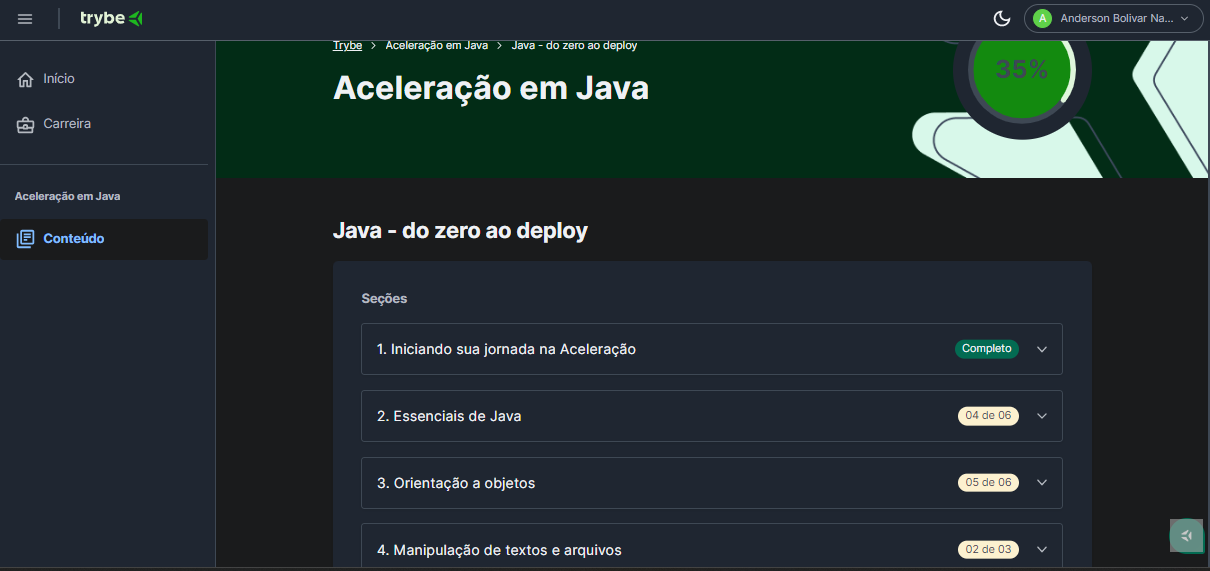 trybe
A
Anderson Bolivar Na...
Início
Carreira
Aceleração em Java
Conteúdo
Trybe > Aceleração em Java > Java - do zero ao deploy
Aceleração em Java
35%
Java - do zero ao deploy
Seções
1. Iniciando sua jornada na Aceleração Completo
2. Essenciais de Java 04 de 06
3. Orientação a objetos 05 de 06
4. Manipulação de textos e arquivos 02 de 03